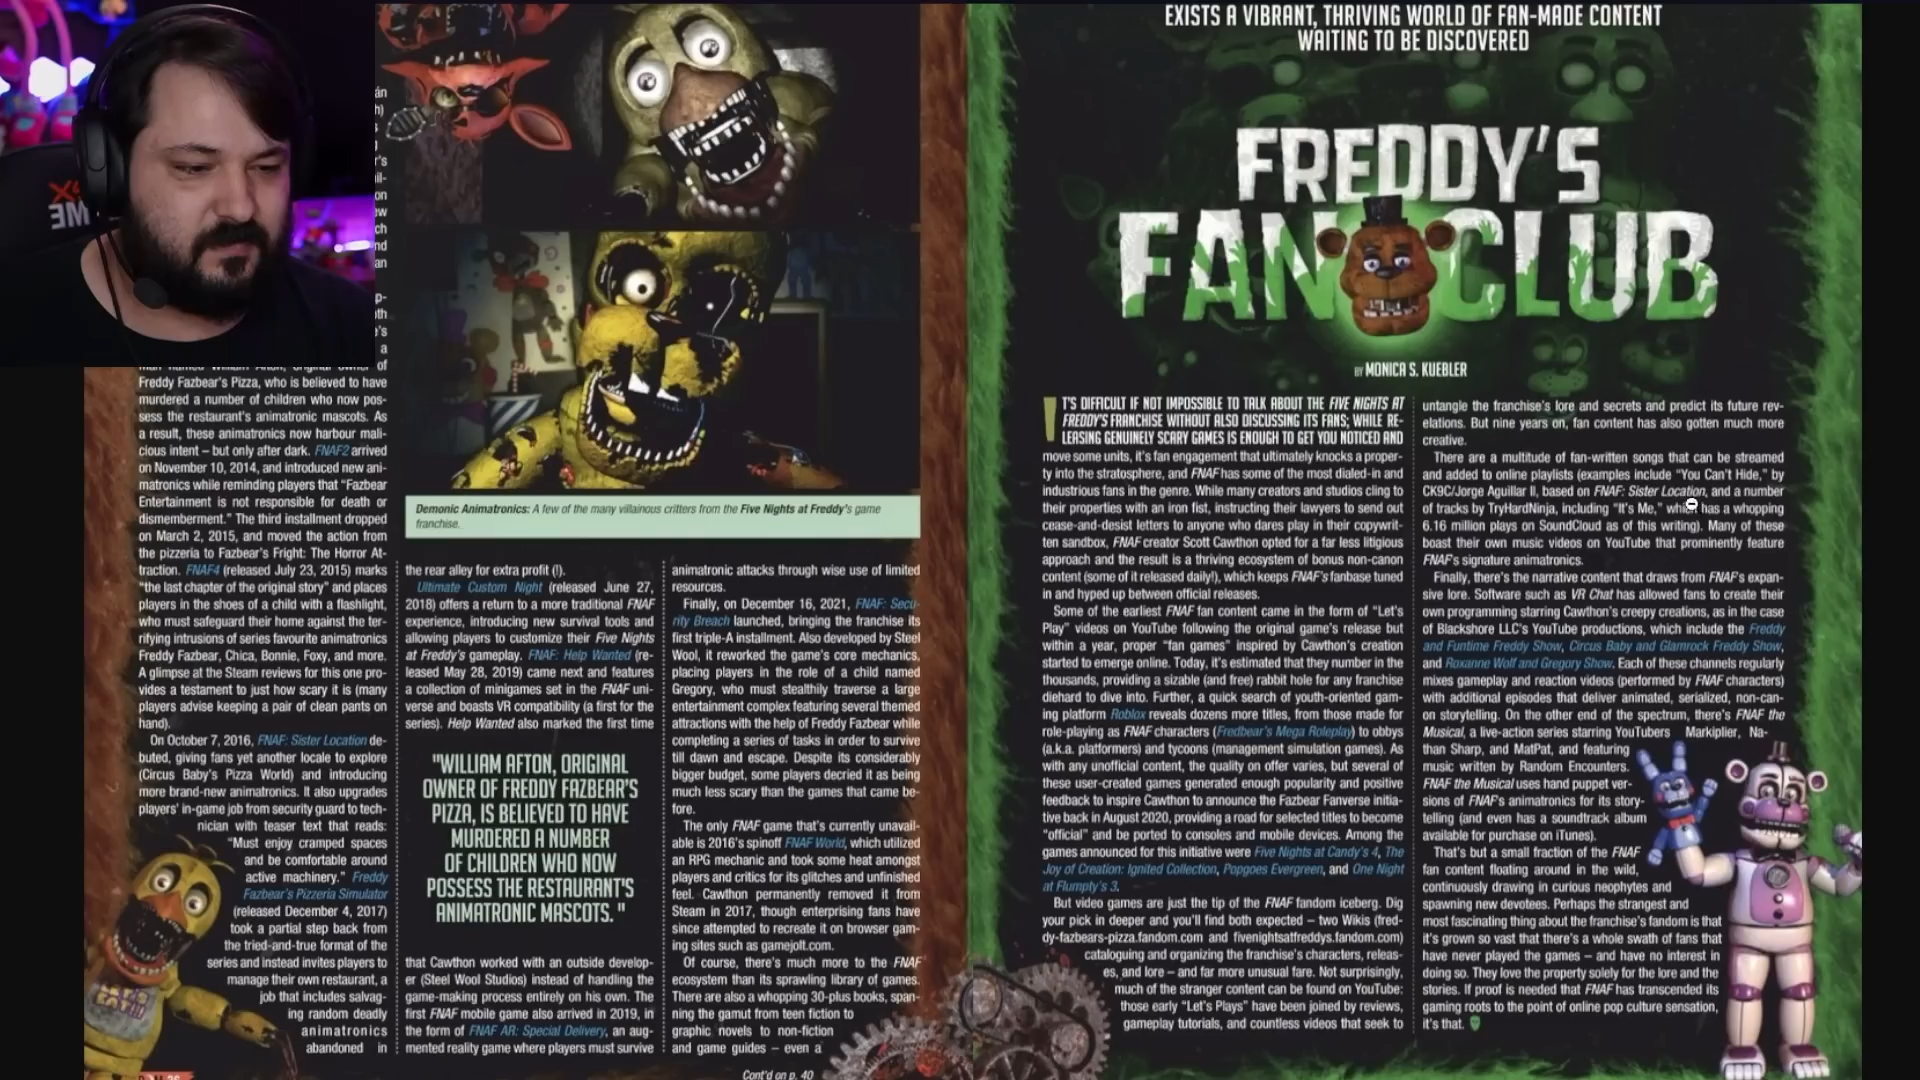 án
h)
r's
il-
on
ew
ch
nd
an
p-
oth
e's
a
man named William Afton, original owner of
Freddy Fazbear's Pizza, who is believed to have
murdered a number of children who now pos-
sess the restaurant's animatronic mascots. As
a result, these animatronics now harbour mali-
cious intent – but only after dark. FNAF2 arrived
on November 10, 2014, and introduced new ani-
matronics while reminding players that "Fazbear
Entertainment is not responsible for death or
dismemberment." The third installment dropped
on March 2, 2015, and moved the action from
the pizzeria to Fazbear's Fright: The Horror At-
traction. FNAF4 (released July 23, 2015) marks
"the last chapter of the original story" and places
players in the shoes of a child with a flashlight,
who must safeguard their home against the ter-
rifying intrusions of series favourite animatronics
Freddy Fazbear, Chica, Bonnie, Foxy, and more.
A glimpse at the Steam reviews for this one pro-
vides a testament to just how scary it is (many
players advise keeping a pair of clean pants on
hand).
On October 7, 2016, FNAF: Sister Location de-
buted, giving fans yet another locale to explore
(Circus Baby's Pizza World) and introducing
more brand-new animatronics. It also upgrades
players' in-game job from security guard to tech-
nician with teaser text that reads:
"Must enjoy cramped spaces
and be comfortable around
active machinery." Freddy
Fazbear's Pizzeria Simulator
(released December 4, 2017)
took a partial step back from
the tried-and-true format of the
series and instead invites players to
manage their own restaurant, a
job that includes salvag-
ing random deadly
animatronics
abandoned in
Demonic Animatronics: A few of the many villainous critters from the Five Nights at Freddy's game
franchise.
the rear alley for extra profit (!).
Ultimate Custom Night (released June 27,
2018) offers a return to a more traditional FNAF
experience, introducing new survival tools and
allowing players to customize their Five Nights
at Freddy's gameplay. FNAF: Help Wanted (re-
leased May 28, 2019) came next and features
a collection of minigames set in the FNAF uni-
verse and boasts VR compatibility (a first for the
series). Help Wanted also marked the first time
"WILLIAM AFTON, ORIGINAL
OWNER OF FREDDY FAZBEAR'S
PIZZA, IS BELIEVED TO HAVE
MURDERED A NUMBER
OF CHILDREN WHO NOW
POSSESS THE RESTAURANT'S
ANIMATRONIC MASCOTS. "
that Cawthon worked with an outside develop-
er (Steel Wool Studios) instead of handling the
game-making process entirely on his own. The
first FNAF mobile game also arrived in 2019, in
the form of FNAF AR: Special Delivery, an aug-
mented reality game where players must survive
animatronic attacks through wise use of limited
resources.
Finally, on December 16, 2021, FNAF: Secu-
rity Breach launched, bringing the franchise its
first triple-A installment. Also developed by Steel
Wool, it reworked the game's core mechanics,
placing players in the role of a child named
Gregory, who must stealthily traverse a large
entertainment complex featuring several themed
attractions with the help of Freddy Fazbear while
completing a series of tasks in order to survive
till dawn and escape. Despite its considerably
bigger budget, some players decried it as being
much less scary than the games that came be-
fore.
The only FNAF game that's currently unavail-
able is 2016's spinoff FNAF World, which utilized
an RPG mechanic and took some heat amongst
players and critics for its glitches and unfinished
feel. Cawthon permanently removed it from
Steam in 2017, though enterprising fans have
since attempted to recreate it on browser gam-
ing sites such as gamejolt.com.
Of course, there's much more to the FNAF
ecosystem than its sprawling library of games.
There are also a whopping 30-plus books, span-
ning the gamut from teen fiction to
graphic novels to non-fiction
and game guides – even a
Cont'd on p. 40
EXISTS A VIBRANT, THRIVING WORLD OF FAN-MADE CONTENT
WAITING TO BE DISCOVERED
FREDDY'S
FAN CLUB
BY MONICA S. KUEBLER
IT'S DIFFICULT IF NOT IMPOSSIBLE TO TALK ABOUT THE FIVE NIGHTS AT
FREDDY'S FRANCHISE WITHOUT ALSO DISCUSSING ITS FANS; WHILE RE-
LEASING GENUINELY SCARY GAMES IS ENOUGH TO GET YOU NOTICED AND
move some units, it's fan engagement that ultimately knocks a proper-
ty into the stratosphere, and FNAF has some of the most dialed-in and
industrious fans in the genre. While many creators and studios cling to
their properties with an iron fist, instructing their lawyers to send out
cease-and-desist letters to anyone who dares play in their copywrit-
ten sandbox, FNAF creator Scott Cawthon opted for a far less litigious
approach and the result is a thriving ecosystem of bonus non-canon
content (some of it released daily!), which keeps FNAF's fanbase tuned
in and hyped up between official releases.
Some of the earliest FNAF fan content came in the form of "Let's
Play" videos on YouTube following the original game's release but
within a year, proper "fan games" inspired by Cawthon's creation
started to emerge online. Today, it's estimated that they number in the
thousands, providing a sizable (and free) rabbit hole for any franchise
diehard to dive into. Further, a quick search of youth-oriented gam-
ing platform Roblox reveals dozens more titles, from those made for
role-playing as FNAF characters (Fredbear's Mega Roleplay) to obbys
(a.k.a. platformers) and tycoons (management simulation games). As
with any unofficial content, the quality on offer varies, but several of
these user-created games generated enough popularity and positive
feedback to inspire Cawthon to announce the Fazbear Fanverse initia-
tive back in August 2020, providing a road for selected titles to become
"official" and be ported to consoles and mobile devices. Among the
games announced for this initiative were Five Nights at Candy's 4, The
Joy of Creation: Ignited Collection, Popgoes Evergreen, and One Night
at Flumpty's 3.
But video games are just the tip of the FNAF fandom iceberg. Dig
your pick in deeper and you'll find both expected – two Wikis (fred-
dy-fazbears-pizza.fandom.com and fivenightsatfreddys.fandom.com)
cataloguing and organizing the franchise's characters, releas-
es, and lore – and far more unusual fare. Not surprisingly,
much of the stranger content can be found on YouTube:
those early "Let's Plays" have been joined by reviews,
gameplay tutorials, and countless videos that seek to
untangle the franchise's lore and secrets and predict its future rev-
elations. But nine years on, fan content has also gotten much more
creative.
There are a multitude of fan-written songs that can be streamed
and added to online playlists (examples include "You Can't Hide," by
CK9C/Jorge Aguillar II, based on FNAF: Sister Location, and a number
of tracks by TryHardNinja, including "It's Me," which has a whopping
6.16 million plays on SoundCloud as of this writing). Many of these
boast their own music videos on YouTube that prominently feature
FNAF's signature animatronics.
Finally, there's the narrative content that draws from FNAF's expan-
sive lore. Software such as VR Chat has allowed fans to create their
own programming starring Cawthon's creepy creations, as in the case
of Blackshore LLC's YouTube productions, which include the Freddy
and Funtime Freddy Show, Circus Baby and Glamrock Freddy Show,
and Roxanne Wolf and Gregory Show. Each of these channels regularly
mixes gameplay and reaction videos (performed by FNAF characters)
with additional episodes that deliver animated, serialized, non-can-
on storytelling. On the other end of the spectrum, there's FNAF the
Musical, a live-action series starring YouTubers Markiplier, Na-
than Sharp, and MatPat, and featuring
music written by Random Encounters.
FNAF the Musical uses hand puppet ver-
sions of FNAF's animatronics for its story-
telling (and even has a soundtrack album
available for purchase on iTunes).
That's but a small fraction of the FNAF
fan content floating around in the wild,
continuously drawing in curious neophytes and
spawning new devotees. Perhaps the strangest and
most fascinating thing about the franchise's fandom is that
it's grown so vast that there's a whole swath of fans that
have never played the games – and have no interest in
doing so. They love the property solely for the lore and the
stories. If proof is needed that FNAF has transcended its
gaming roots to the point of online pop culture sensation,
it's that.